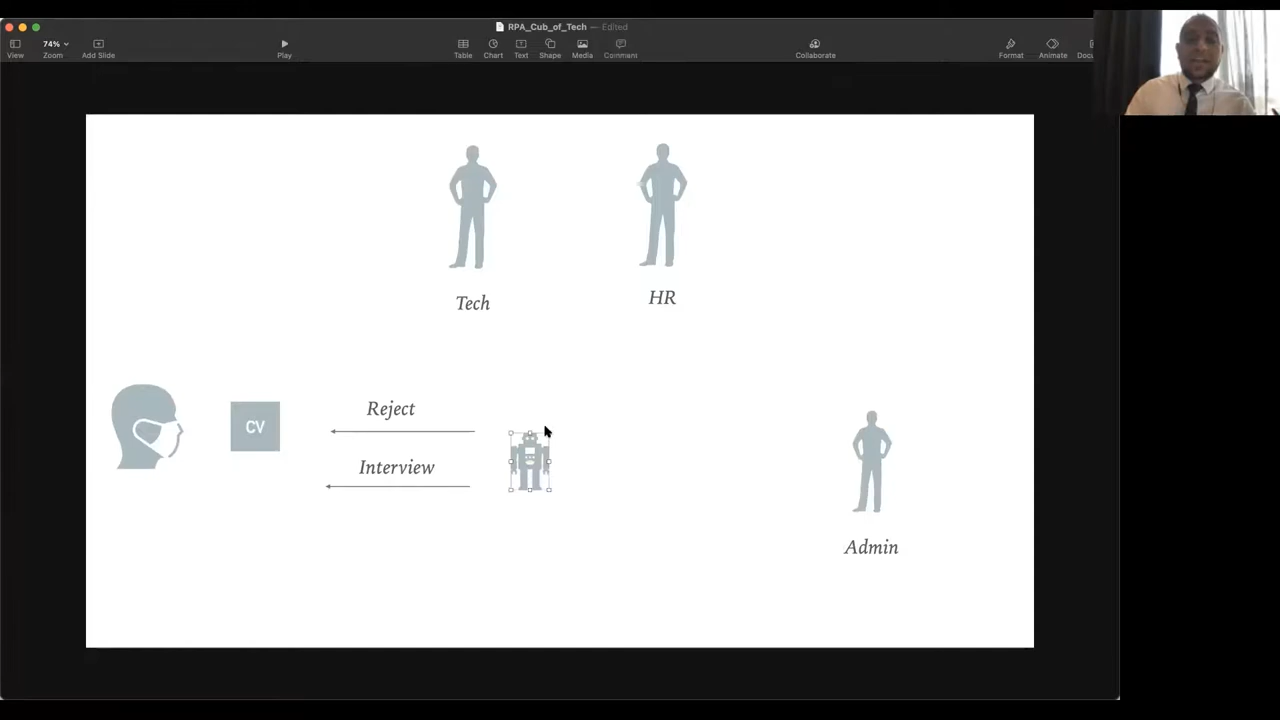 RPA_Cub_of_Tech — Edited
74%
View
Zoom
Add Slide
Play
Table
Chart
Text
Shape
Media
Comment
Collaborate
Format
Animate
Tech
HR
Reject
CV
Interview
Admin